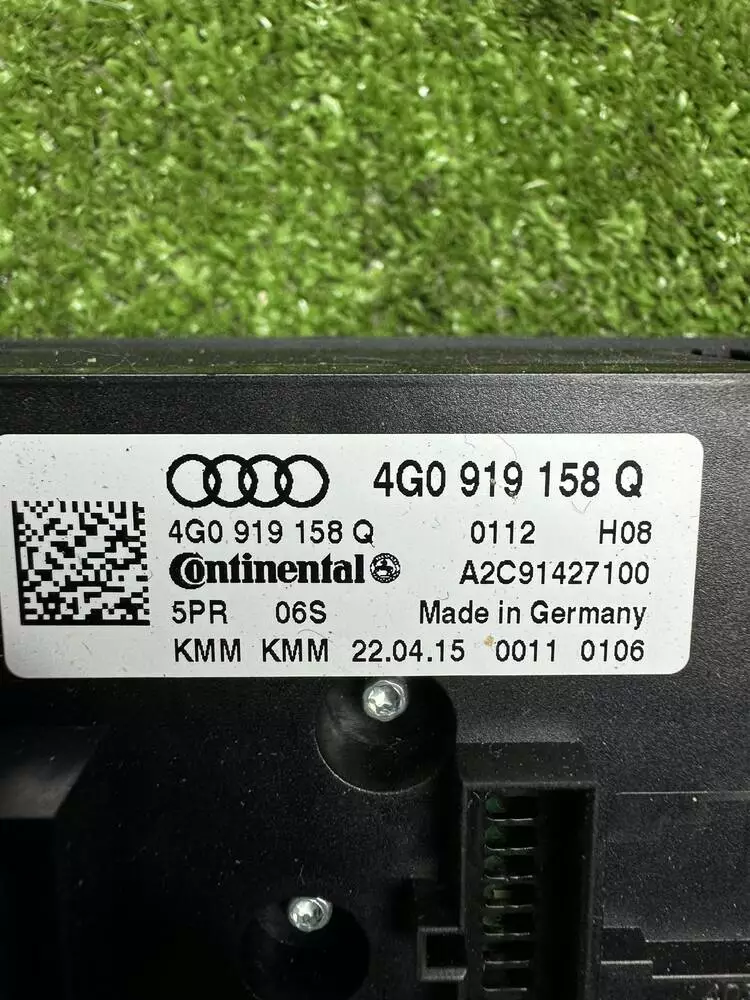 4G0 919 158 Q
4G0 919 158 Q 0112 H08
Continental A2C91427100
5PR 06S Made in Germany
KMM KMM 22.04.15 0011 0106